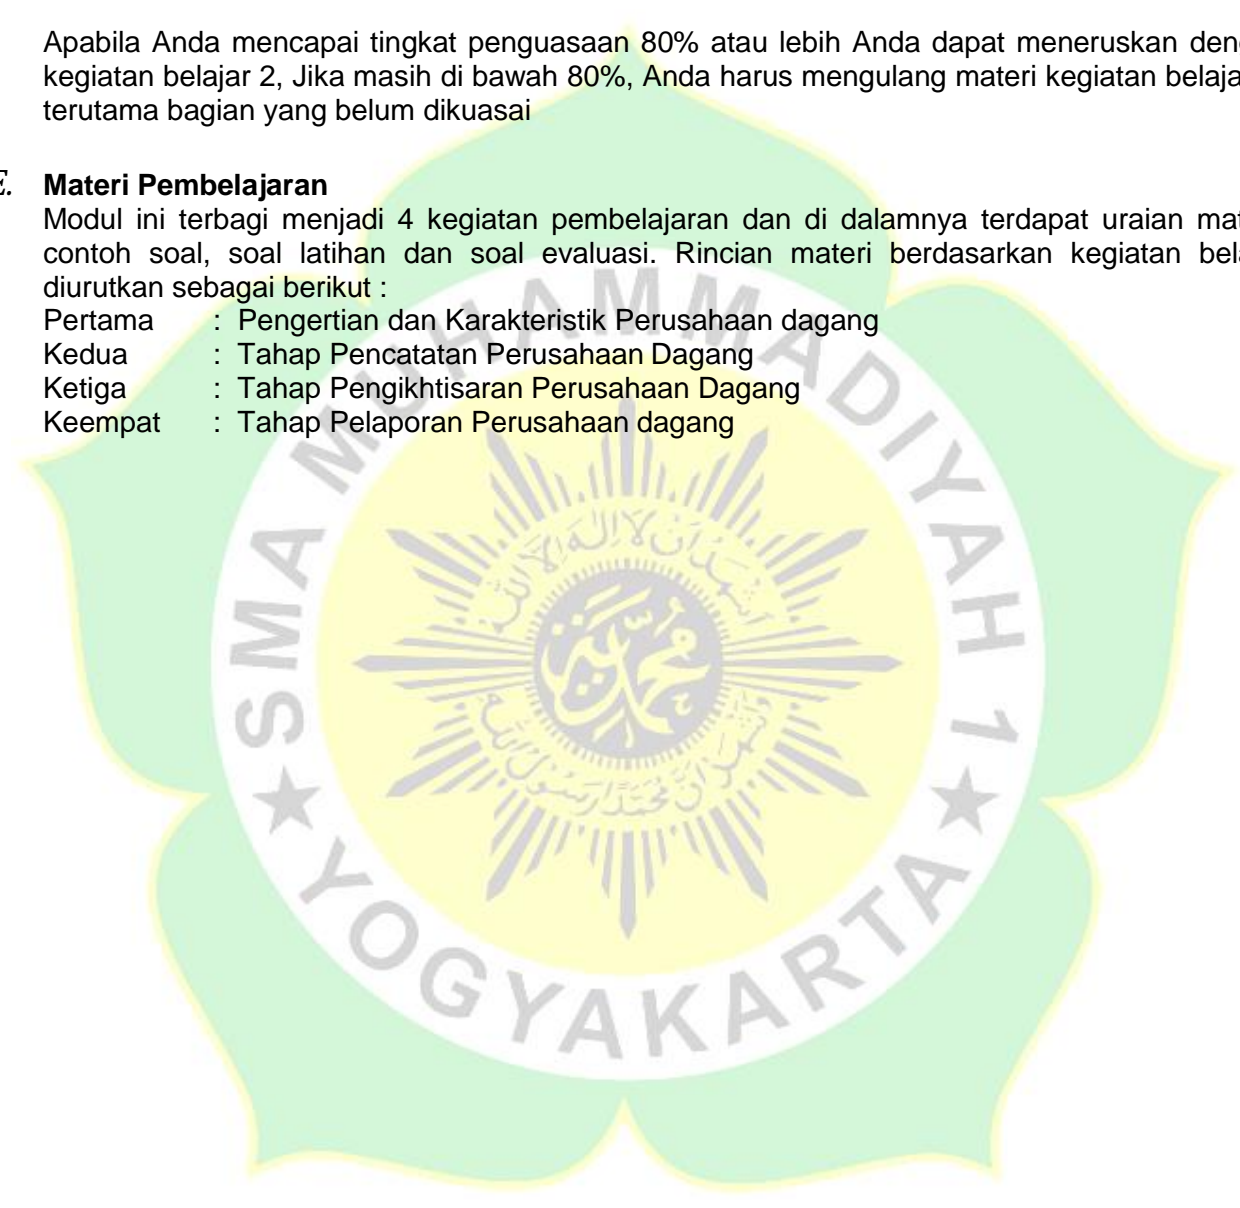 Apabila Anda mencapai tingkat penguasaan 80% atau lebih Anda dapat meneruskan
kegiatan belajar 2, Jika masih di bawah 80%, Anda harus mengulang materi kegiatan
terutama bagian yang belum dikuasai
E. Materi Pembelajaran
Modul ini terbagi menjadi 4 kegiatan pembelajaran dan di dalamnya terdapat uraian
contoh soal, soal latihan dan soal evaluasi. Rincian materi berdasarkan kegiatan
diurutkan sebagai berikut :
Pertama : Pengertian dan Karakteristik Perusahaan dagang
Kedua : Tahap Pencatatan Perusahaan Dagang
Ketiga : Tahap Pengikhtisaran Perusahaan Dagang
Keempat : Tahap Pelaporan Perusahaan dagang
SMA MUHAMMADIYAH 1
YOGYAKARTA